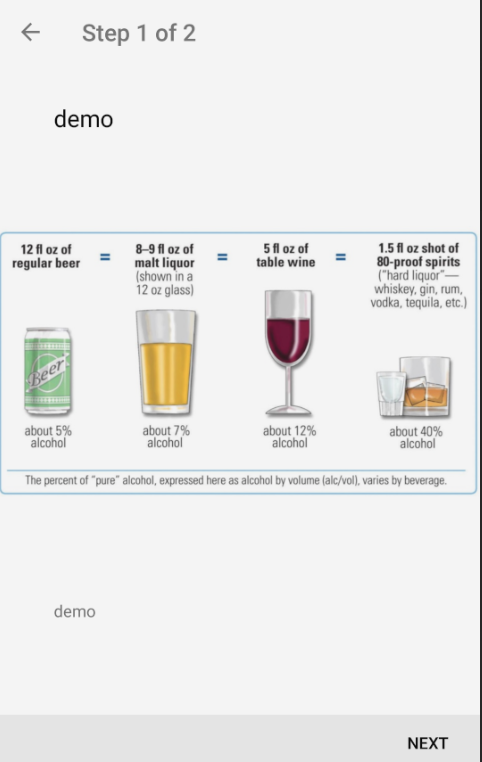 ← Step 1 of 2
demo
12 fl oz of
regular beer
=
8–9 fl oz of
malt liquor
(shown in a
12 oz glass)
=
5 fl oz of
table wine
=
1.5 fl oz shot of
80-proof spirits
("hard liquor"—
whiskey, gin, rum,
vodka, tequila, etc.)
Beer
about 5%
alcohol
about 7%
alcohol
about 12%
alcohol
about 40%
alcohol
The percent of "pure" alcohol, expressed here as alcohol by volume (alc/vol), varies by beverage.
demo
NEXT